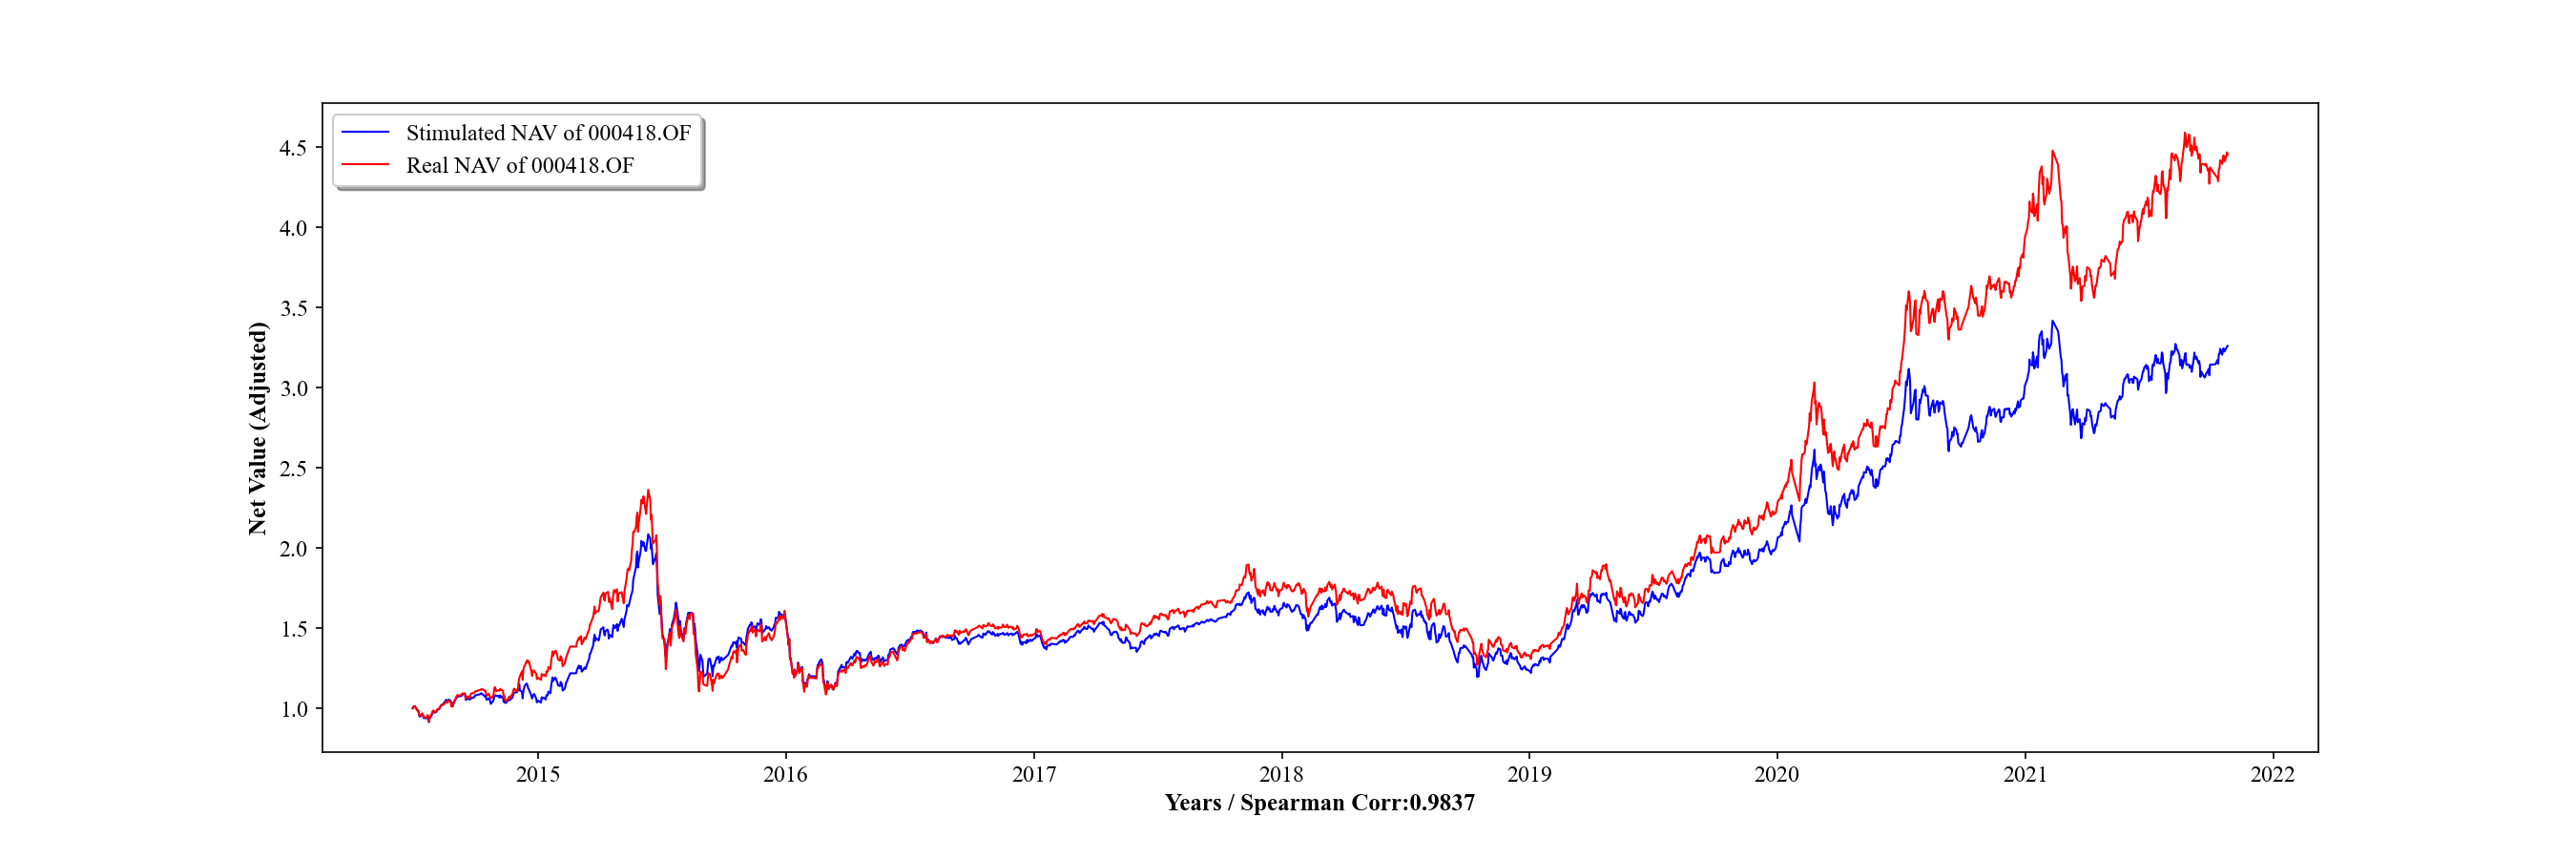 Stimulated NAV of 000418.OF
Real NAV of 000418.OF
4.5
4.0
3.5
3.0
2.5
2.0
1.5
1.0
Net Value (Adjusted)
2015 2016 2017 2018 2019 2020 2021 2022
Years / Spearman Corr:0.9837